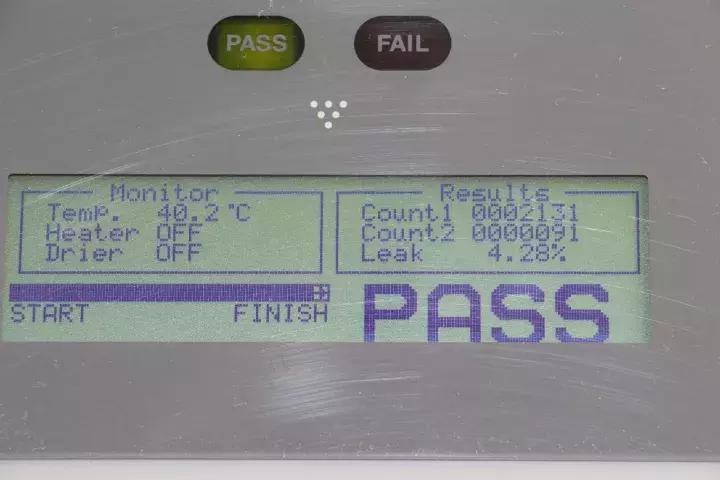 PASS FAIL
Monitor
Temp. 40.2°C
Heater OFF
Drier OFF
Results
Count1 0002131
Count2 0000091
Leak 4.28%
START FINISH
PASS